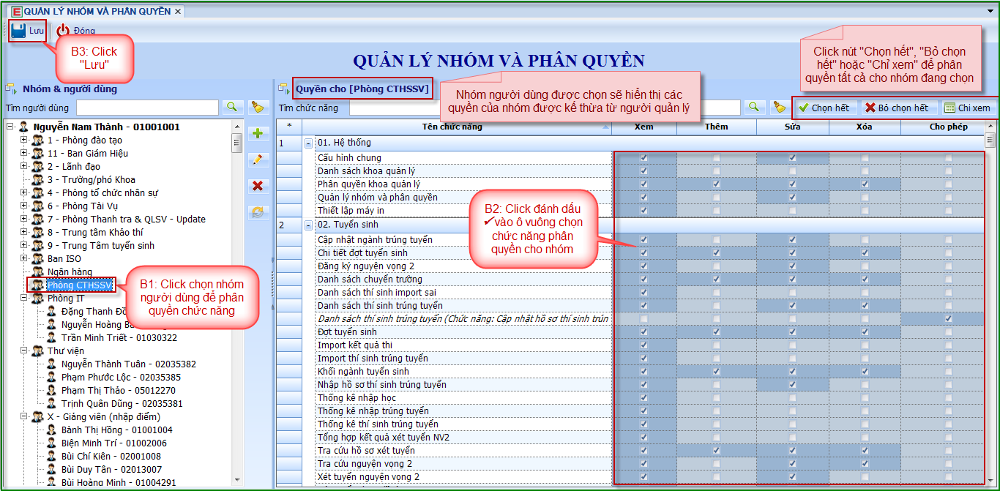 QUẢN LÝ NHÓM VÀ PHÂN QUYỀN
Lưu
Đóng
B3: Click
"Lưu"
QUẢN LÝ NHÓM VÀ PHÂN QUYỀN
Click nút "Chọn hết", "Bỏ chọn
hết" hoặc "Chỉ xem" để phân
quyền tất cả cho nhóm đang chọn
Nhóm & người dùng
Tìm người dùng
Quyền cho [Phòng CTHSSV]
Nhóm người dùng được chọn sẽ hiển thị các
quyền của nhóm được kế thừa từ người quản lý
Tìm chức năng
Chọn hết
Bỏ chọn hết
Chỉ xem
Nguyễn Nam Thành - 01001001
1 - Phòng đào tạo
11 - Ban Giám Hiệu
2 - Lãnh đạo
3 - Trường/phó Khoa
4 - Phòng tổ chức nhân sự
6 - Phòng Tài Vụ
7 - Phòng Thanh tra & QLSV - Update
8 - Trung tâm Khảo thí
9 - Trung Tâm tuyển sinh
Ban ISO
Ngân hàng
Phòng CTHSSV
Phòng IT
Đặng Thanh
Nguyễn Hoàng
Trần Minh Triết - 01030322
Thư viện
Nguyễn Thành Tuân - 02035382
Phạm Phước Lộc - 02035385
Phạm Thị Thảo - 05012270
Trịnh Quân Dũng - 02035381
X - Giảng viên (nhập điểm)
Bành Thị Hồng - 01001004
Biện Minh Trí - 01002006
Bùi Chí Kiên - 02001008
Bùi Duy Tân - 02013007
Bùi Hoàng Minh - 01004291
B1: Click chọn nhóm
người dùng để phân
quyền chức năng
* Tên chức năng Xem Thêm Sửa Xóa Cho phép
1 01. Hệ thống
Cấu hình chung
Danh sách khoa quản lý
Phân quyền khoa quản lý
Quản lý nhóm và phân quyền
Thiết lập máy in
2 02. Tuyển sinh
Cập nhật ngành trúng tuyển
Chi tiết đợt tuyển sinh
Đăng ký nguyện vọng 2
Danh sách chuyển trường
Danh sách thí sinh import sai
Danh sách thí sinh trúng tuyển
Danh sách thí sinh trúng tuyển (Chức năng: Cập nhật hồ sơ thí sinh trún
Đợt tuyển sinh
Import kết quả thi
Import thí sinh trúng tuyển
Khối ngành tuyển sinh
Nhập hồ sơ thí sinh trúng tuyển
Thống kê nhập học
Thống kê nhập trúng tuyển
Thống kê thí sinh trúng tuyển
Tổng hợp kết quả xét tuyển NV2
Tra cứu hồ sơ xét tuyển
Tra cứu nguyện vọng 2
Xét tuyển nguyện vọng 2
B2: Click đánh dấu
✓vào ô vuông chọn
chức năng phân
quyền cho nhóm